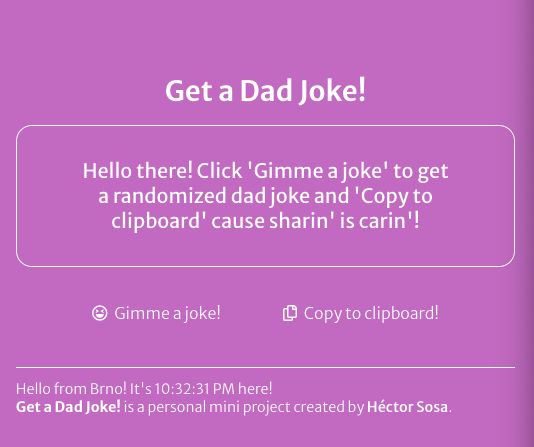 Get a Dad Joke!
Hello there! Click 'Gimme a joke' to get
a randomized dad joke and 'Copy to
clipboard' cause sharin' is carin'!
Gimme a joke! Copy to clipboard!
Hello from Brno! It's 10:32:31 PM here!
Get a Dad Joke! is a personal mini project created by Héctor Sosa.